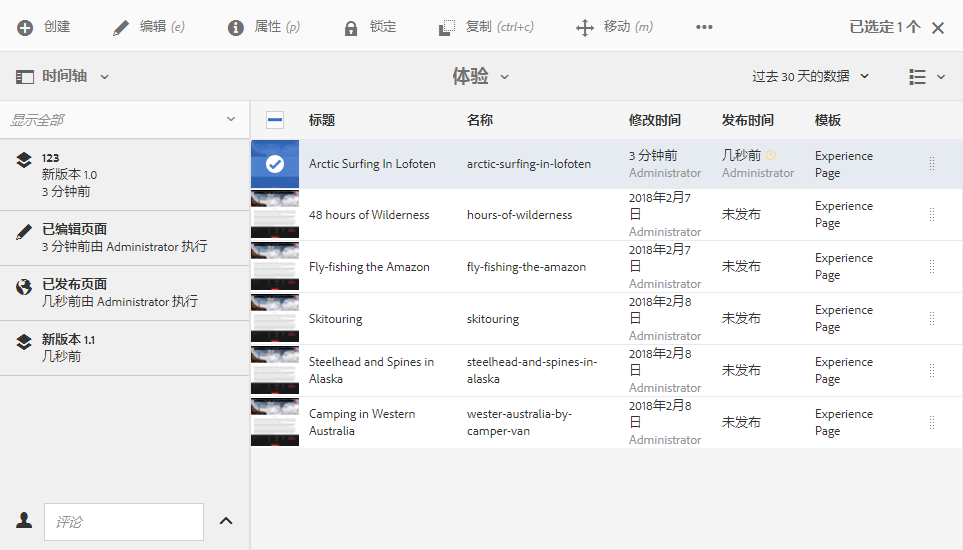 创建 编辑 (e) 属性 (p) 锁定 复制 (ctrl+c) 移动 (m) ••• 已选定 1 个
时间轴 体验 过去 30 天的数据
显示全部
123
新版本 1.0
3 分钟前
已编辑页面
3 分钟前由 Administrator 执行
已发布页面
几秒前由 Administrator 执行
新版本 1.1
几秒前
评论
标题 名称 修改时间 发布时间 模板
Arctic Surfing In Lofoten arctic-surfing-in-lofoten 3 分钟前 几秒前 Experience
Administrator Administrator Page
48 hours of Wilderness hours-of-wilderness 2018年2月7 未发布 Experience
日 Page
Administrator
Fly-fishing the Amazon fly-fishing-the-amazon 2018年2月7 未发布 Experience
日 Page
Administrator
Skitouring skitouring 2018年2月8 未发布 Experience
日 Page
Administrator
Steelhead and Spines in steelhead-and-spines-in- 2018年2月8 未发布 Experience
Alaska alaska 日 Page
Administrator
Camping in Western wester-australia-by- 2018年2月8 未发布 Experience
Australia camper-van 日 Page
Administrator